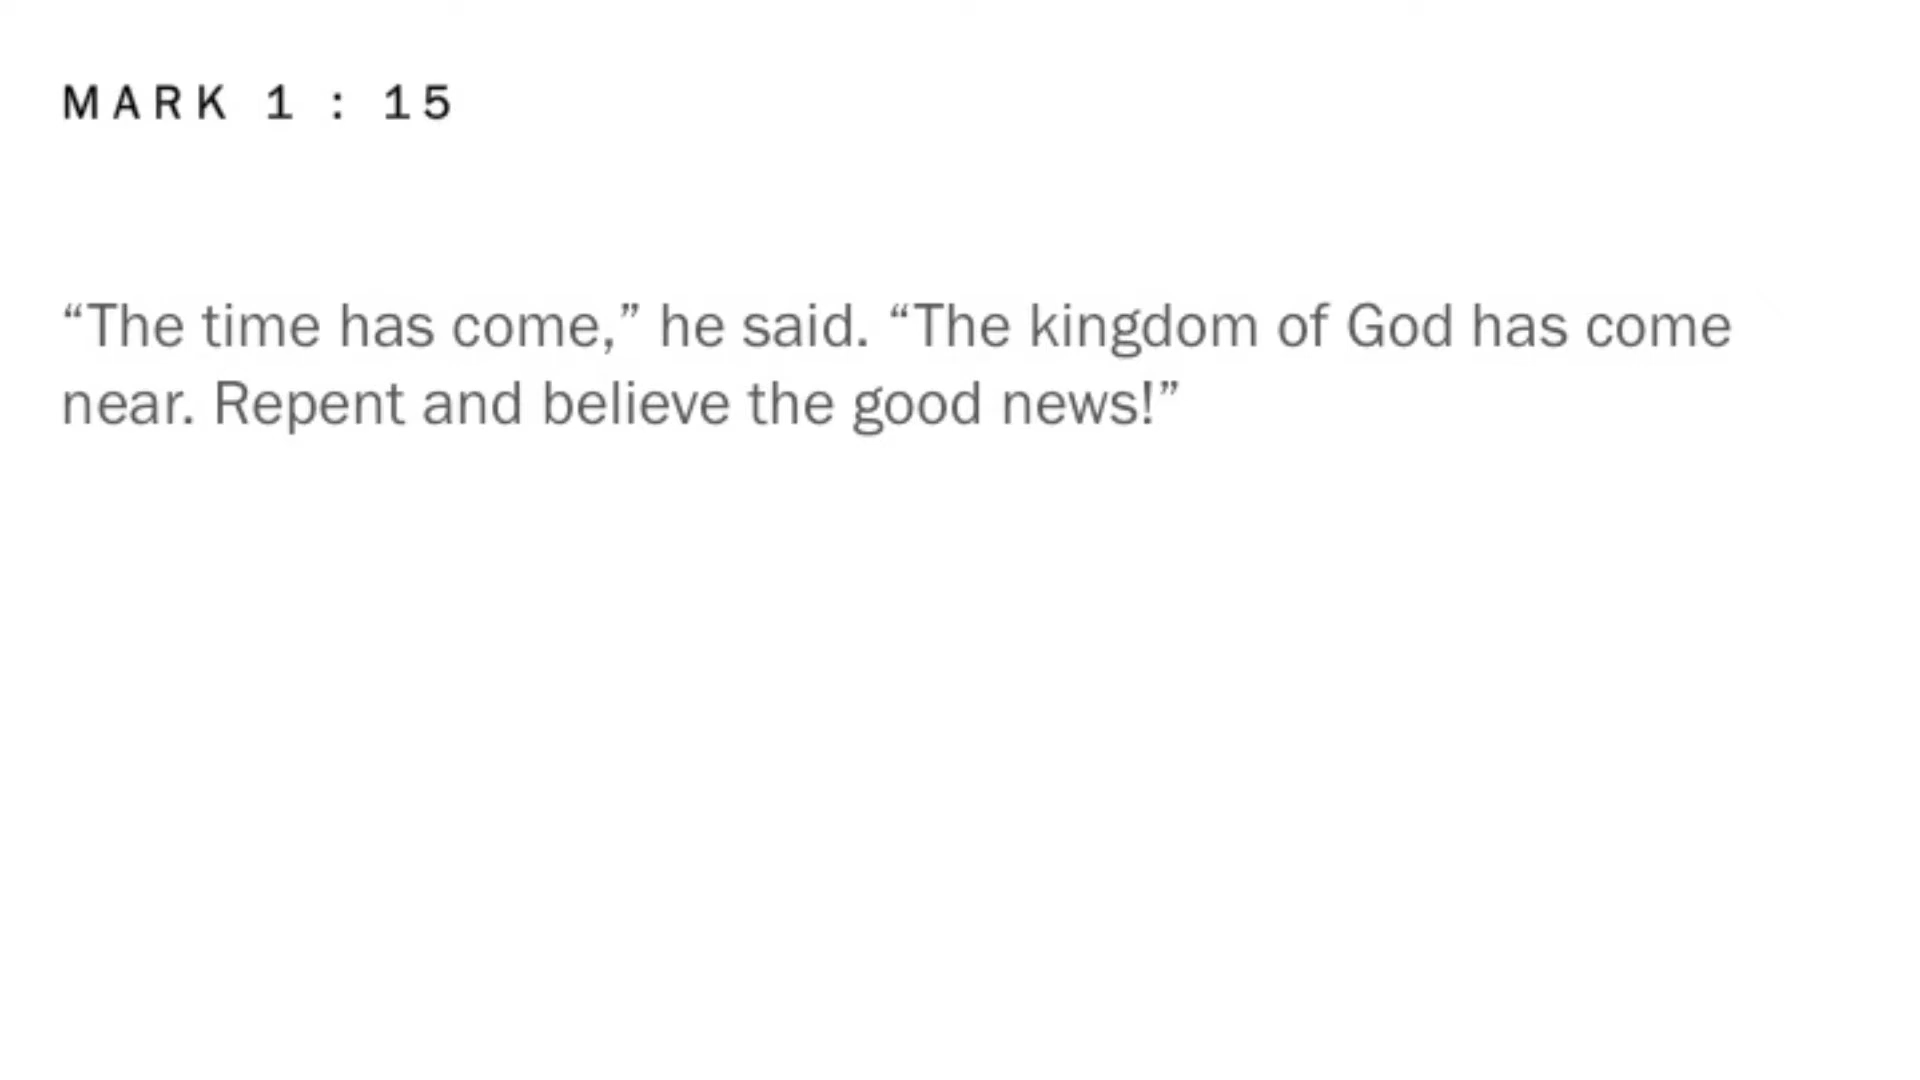 MARK 1 : 15
“The time has come,” he said. “The kingdom of God has come
near. Repent and believe the good news!”